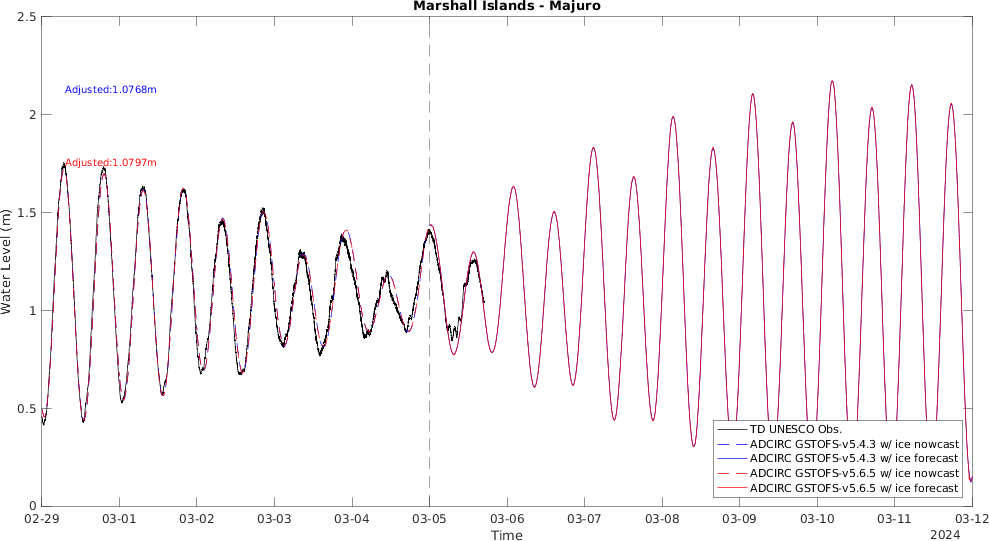 Marshall Islands - Majuro
2.5
2
1.5
1
0.5
0
Water Level (m)
Adjusted:1.0768m
Adjusted:1.0797m
TD UNESCO Obs.
ADCIRC GSTOFS-v5.4.3 w/ ice nowcast
ADCIRC GSTOFS-v5.4.3 w/ ice forecast
ADCIRC GSTOFS-v5.6.5 w/ ice nowcast
ADCIRC GSTOFS-v5.6.5 w/ ice forecast
02-29 03-01 03-02 03-03 03-04 03-05 03-06 03-07 03-08 03-09 03-10 03-11 03-12
Time
2024